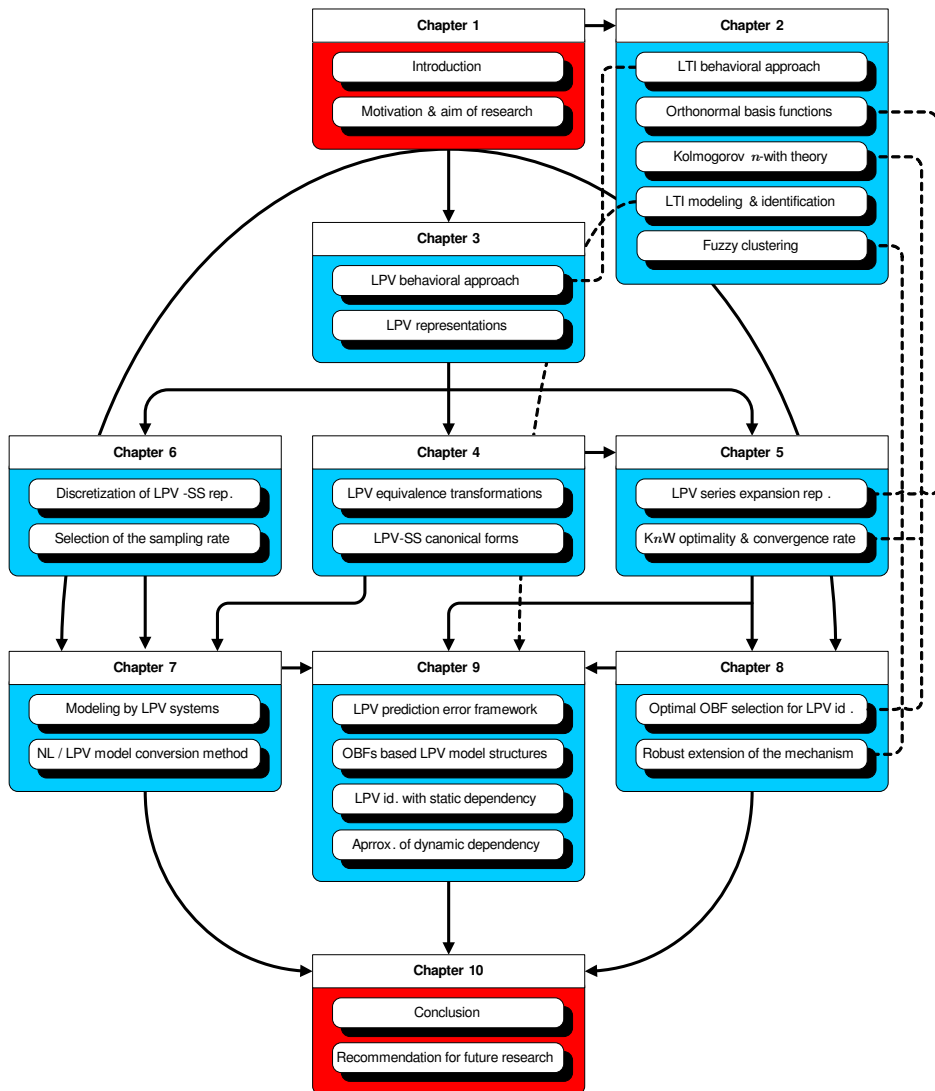 Chapter 1
Introduction
Motivation & aim of research
Chapter 2
LTI behavioral approach
Orthonormal basis functions
Kolmogorov n-with theory
LTI modeling & identification
Fuzzy clustering
Chapter 3
LPV behavioral approach
LPV representations
Chapter 6
Discretization of LPV -SS rep.
Selection of the sampling rate
Chapter 4
LPV equivalence transformations
LPV-SS canonical forms
Chapter 5
LPV series expansion rep .
KnW optimality & convergence rate
Chapter 7
Modeling by LPV systems
NL / LPV model conversion method
Chapter 9
LPV prediction error framework
OBFs based LPV model structures
LPV id. with static dependency
Aprrox. of dynamic dependency
Chapter 8
Optimal OBF selection for LPV id .
Robust extension of the mechanism
Chapter 10
Conclusion
Recommendation for future research